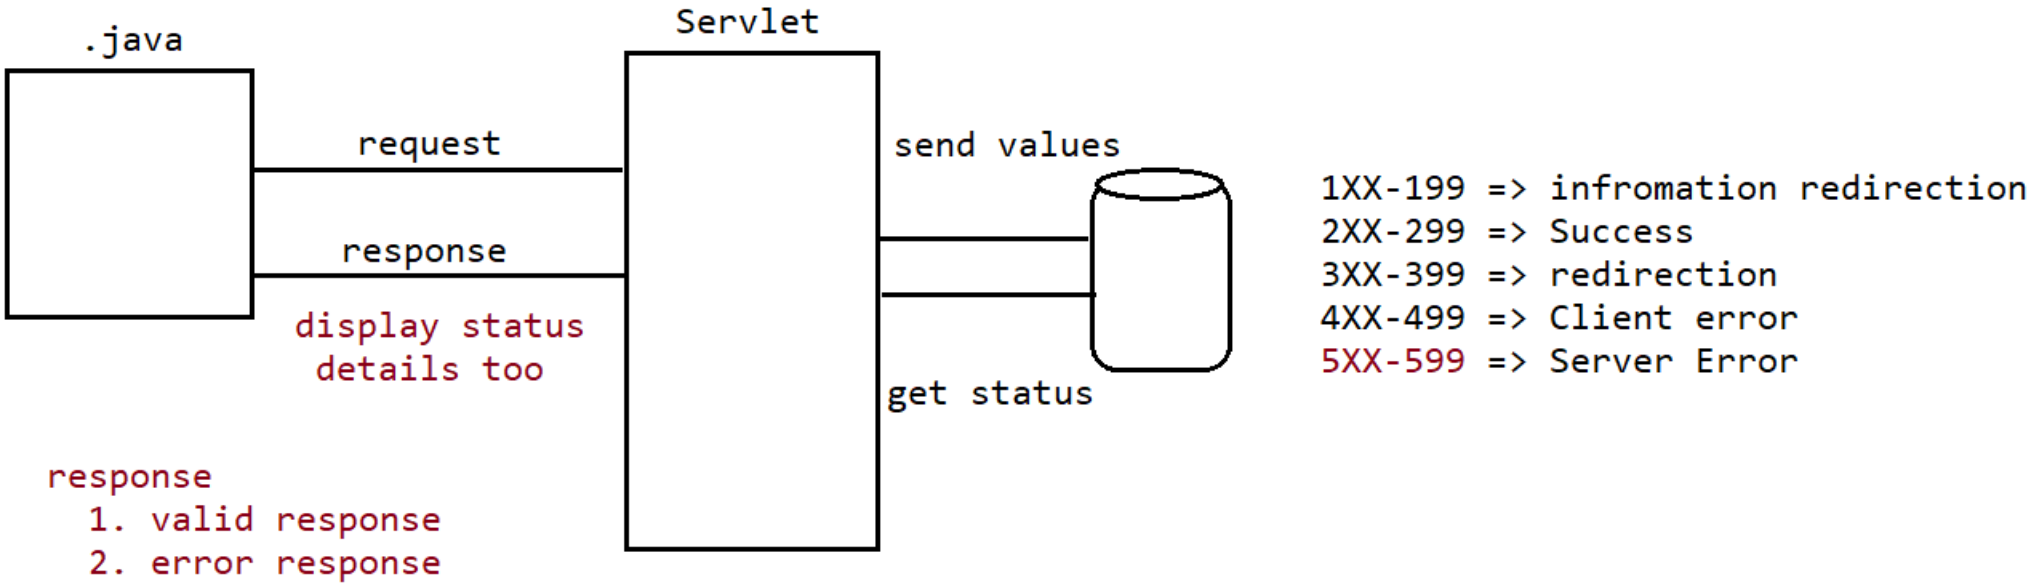 Servlet
.java
request
send values
response
display status
details too
get status
1XX-199 => infromation redirection
2XX-299 => Success
3XX-399 => redirection
4XX-499 => Client error
5XX-599 => Server Error
response
1. valid response
2. error response